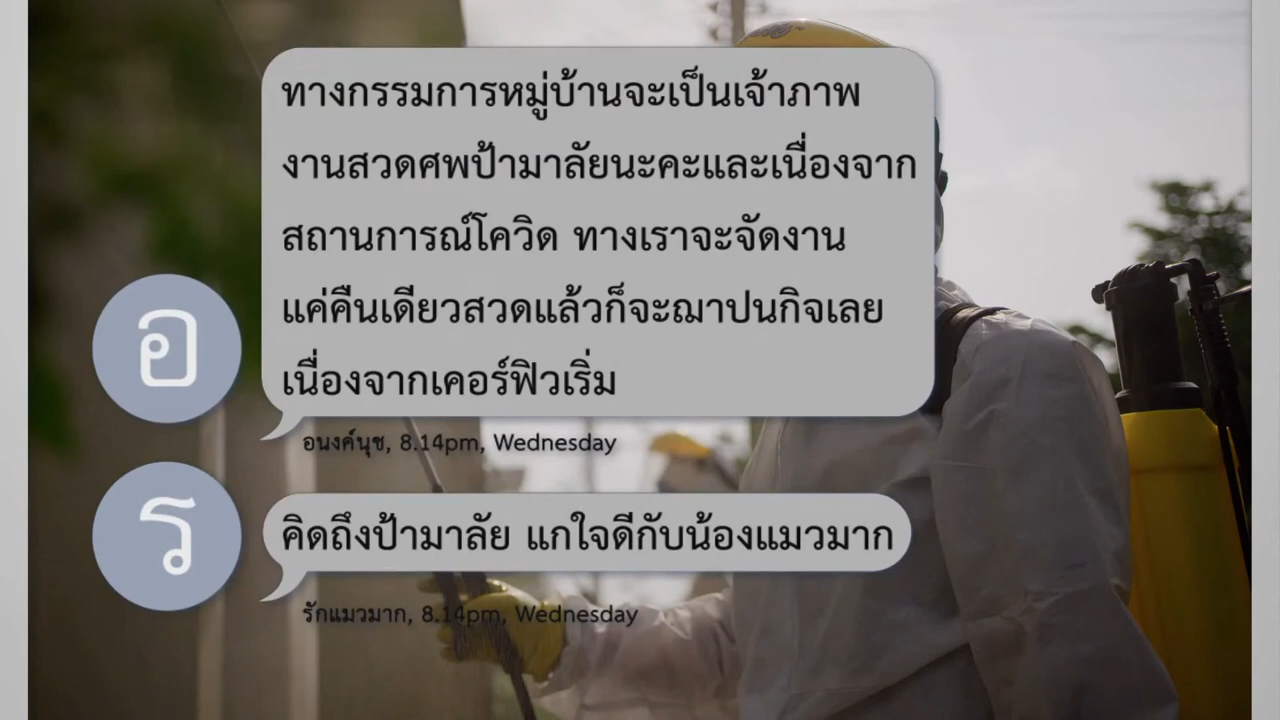 ทางกรรมการหมู่บ้านจะเป็นเจ้าภาพ
งานสวดศพป้ามาลัยนะคะและเนื่องจาก
สถานการณ์โควิด ทางเราจะจัดงาน
แค่คืนเดียวสวดแล้วก็จะฌาปนกิจเลย
เนื่องจากเคอร์ฟิวเริ่ม
อ
อนงค์นุช, 8.14pm, Wednesday
ร
คิดถึงป้ามาลัย แกใจดีกับน้องแมวมาก
รักแมวมาก, 8.14pm, Wednesday